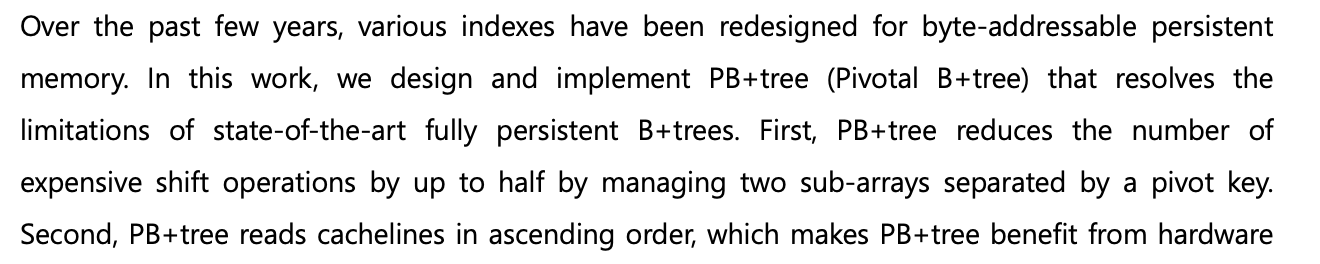 Over the past few years, various indexes have been redesigned for byte-addressable persistent
memory. In this work, we design and implement PB+tree (Pivotal B+tree) that resolves the
limitations of state-of-the-art fully persistent B+trees. First, PB+tree reduces the number of
expensive shift operations by up to half by managing two sub-arrays separated by a pivot key.
Second, PB+tree reads cachelines in ascending order, which makes PB+tree benefit from hardware